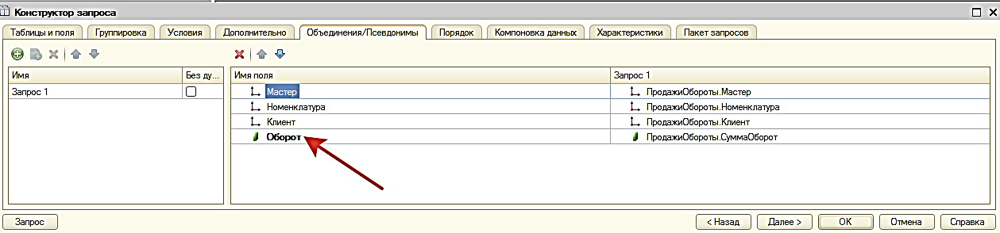 Конструктор запроса
Таблицы и поля Группировка Условия Дополнительно Объединения/Псевдонимы Порядок Компоновка данных Характеристики Пакет запросов
Имя Без ду... Имя поля Запрос 1
Запрос 1 Мастер ПродажиОбороты.Мастер
Номенклатура ПродажиОбороты.Номенклатура
Клиент ПродажиОбороты.Клиент
Оборот ПродажиОбороты.СуммаОборот
Запрос < Назад Далее > OK Отмена Справка